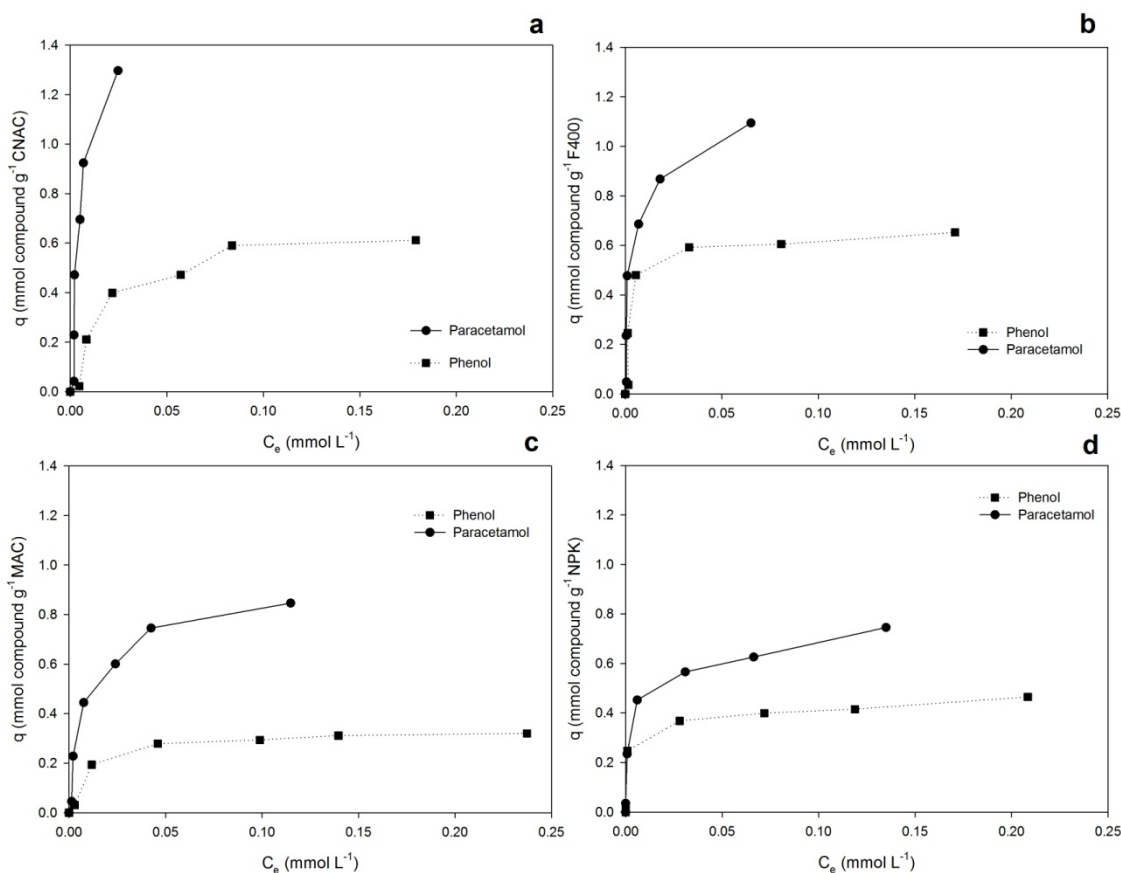 a
1.4
1.2
1.0
0.8
0.6
0.4
0.2
0.0
q (mmol compound g⁻¹ CNAC)
Paracetamol
Phenol
0.00 0.05 0.10 0.15 0.20 0.25
Cₑ (mmol L⁻¹)
b
1.4
1.2
1.0
0.8
0.6
0.4
0.2
0.0
q (mmol compound g⁻¹ F400)
Phenol
Paracetamol
0.00 0.05 0.10 0.15 0.20 0.25
Cₑ (mmol L⁻¹)
c
1.4
1.2
1.0
0.8
0.6
0.4
0.2
0.0
q (mmol compound g⁻¹ MAC)
Phenol
Paracetamol
0.00 0.05 0.10 0.15 0.20 0.25
Cₑ (mmol L⁻¹)
d
1.4
1.2
1.0
0.8
0.6
0.4
0.2
0.0
q (mmol compound g⁻¹ NPK)
Phenol
Paracetamol
0.00 0.05 0.10 0.15 0.20 0.25
Cₑ (mmol L⁻¹)